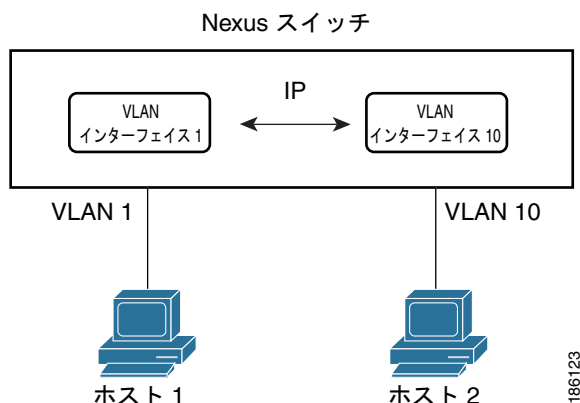 Nexus スイッチ
IP
VLAN
インターフェイス 1
VLAN
インターフェイス 10
VLAN 1
VLAN 10
ホスト 1
ホスト 2
186123